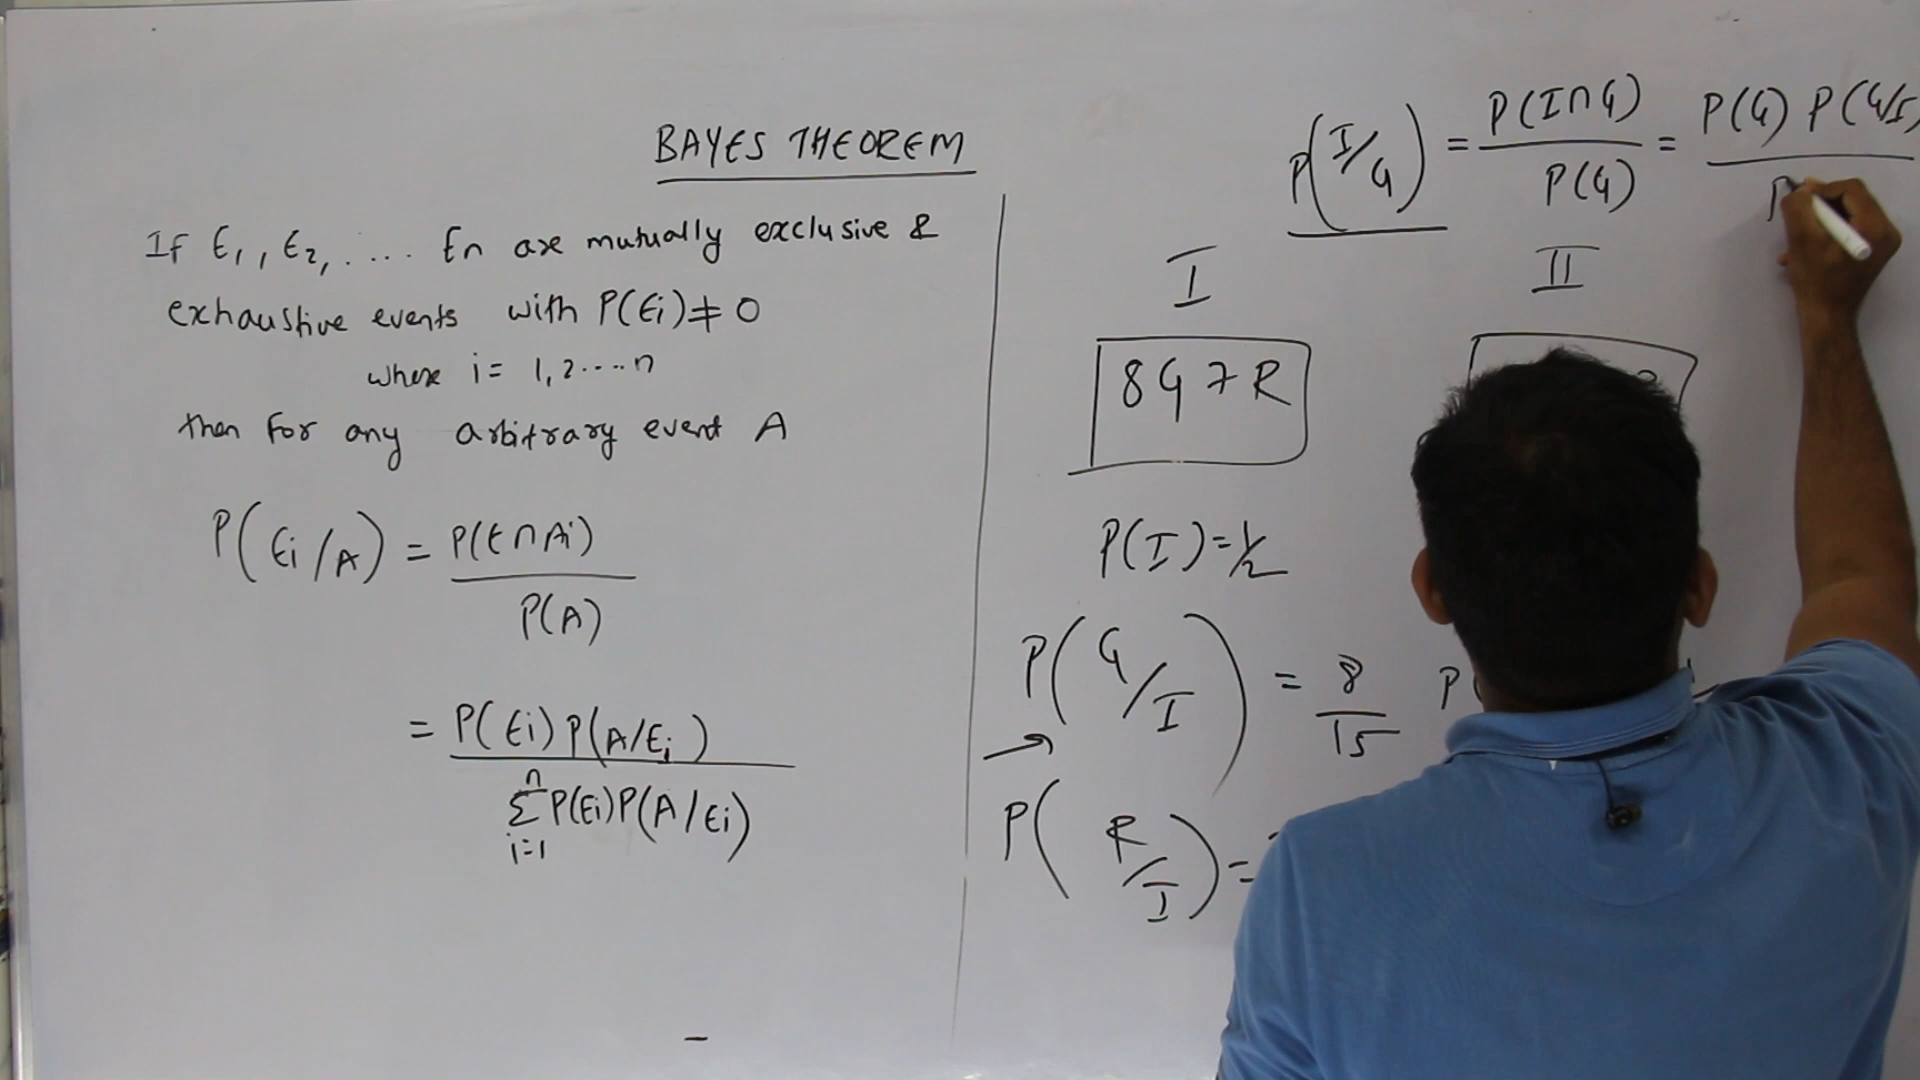 BAYES THEOREM
If E1, E2, .... En are mutually exclusive &
exhaustive events with P(Ei) ≠ 0
where i = 1, 2 .... n
then for any arbitrary event A
P(Ei/A) = P(E∩Ai)
P(A)
= P(Ei) P(A/Ei)
n
Σ P(Ei)P(A/Ei)
i=1
P(I/G) = P(I∩G) / P(G) = P(G) P(G/I)
P
I II
8G 7R
P(I) = 1/2
P(G/I) = 8/15 P(
P(R/I) =